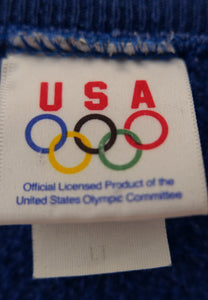 USA
Official Licensed Product of the
United States Olympic Committee
LT